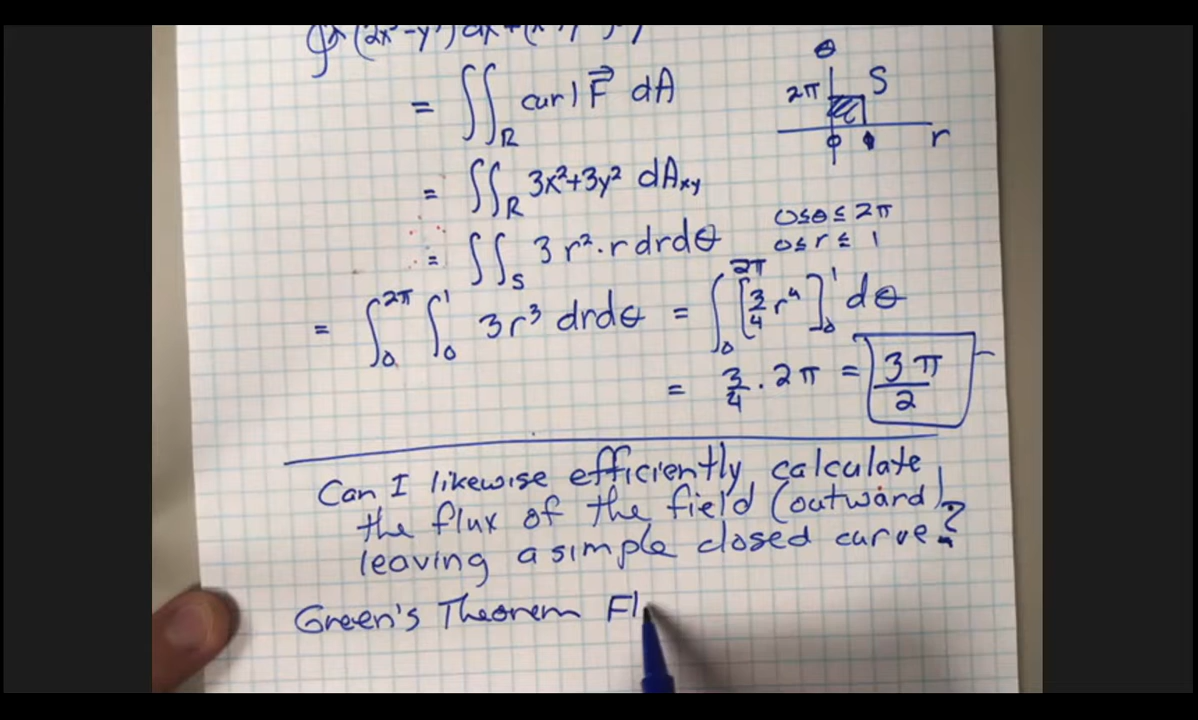 = ∬_R curl F⃗ dA
θ
2π S
0 1 r
= ∬_R 3x²+3y² dA_xy
= ∬_S 3r²·r dr dθ
0≤θ≤2π
0≤r≤1
= ∫_0^2π ∫_0^1 3r³ dr dθ = ∫_0^2π [3/4 r⁴]_0^1 dθ
= 3/4 · 2π = 3π/2
Can I likewise efficiently calculate
the flux of the field (outward)
leaving a simple closed curve?
Green's Theorem Fl